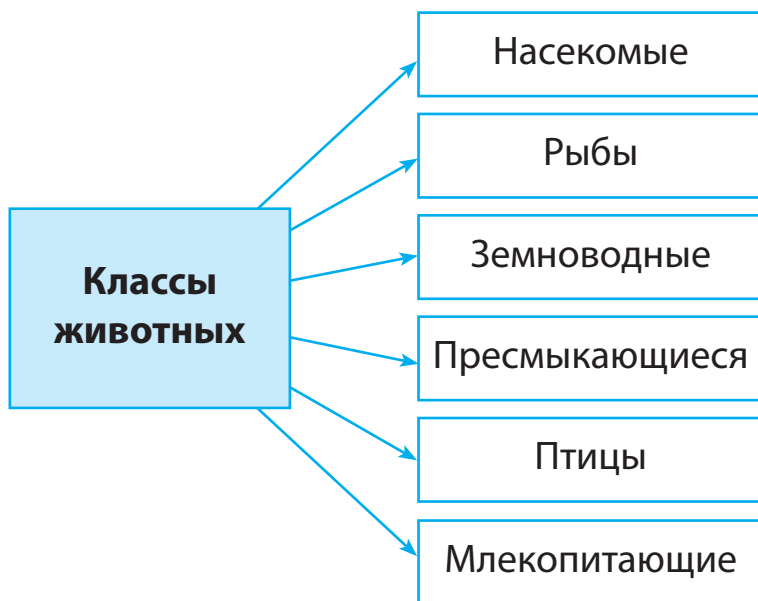 Классы
животных
Насекомые
Рыбы
Земноводные
Пресмыкающиеся
Птицы
Млекопитающие